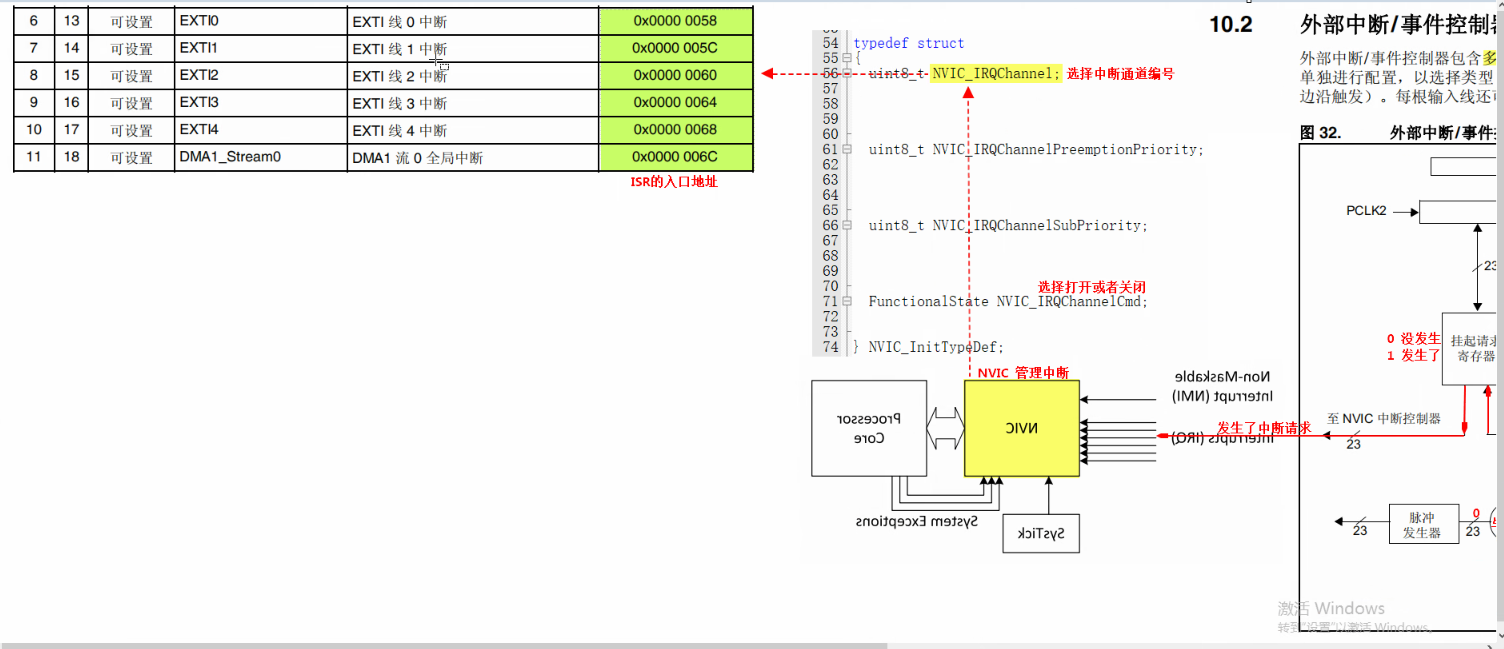 6 13 可设置 EXTI0 EXTI 线 0 中断 0x0000 0058
7 14 可设置 EXTI1 EXTI 线 1 中断 0x0000 005C
8 15 可设置 EXTI2 EXTI 线 2 中断 0x0000 0060
9 16 可设置 EXTI3 EXTI 线 3 中断 0x0000 0064
10 17 可设置 EXTI4 EXTI 线 4 中断 0x0000 0068
11 18 可设置 DMA1_Stream0 DMA1 流 0 全局中断 0x0000 006C
ISR的入口地址
54 typedef struct
55 {
56 uint8_t NVIC_IRQChannel; 选择中断通道编号
57
58
59
60
61 uint8_t NVIC_IRQChannelPreemptionPriority;
62
63
64
65
66 uint8_t NVIC_IRQChannelSubPriority;
67
68
69
70
选择打开或者关闭
71 FunctionalState NVIC_IRQChannelCmd;
72
73
74 } NVIC_InitTypeDef;
NVIC 管理中断
Processor
Core
NVIC
Non-Maskable
Interrupt (NMI)
发生了中断请求
Interrupts (IRQ)
System Exceptions
SysTick
10.2 外部中断/事件控制
外部中断/事件控制器包含多
单独进行配置，以选择类型
边沿触发）。每根输入线还
图 32. 外部中断/事件
PCLK2
23
0 没发生
1 发生了
挂起请求
寄存器
至 NVIC 中断控制器
23
脉冲
发生器
23
23
0
激活 Windows
转到"设置"以激活 Windows。